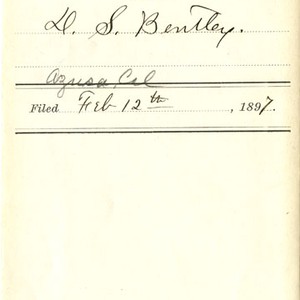 D. S. Bentley.
Azusa, Cal
Filed Feb 12th, 1897.